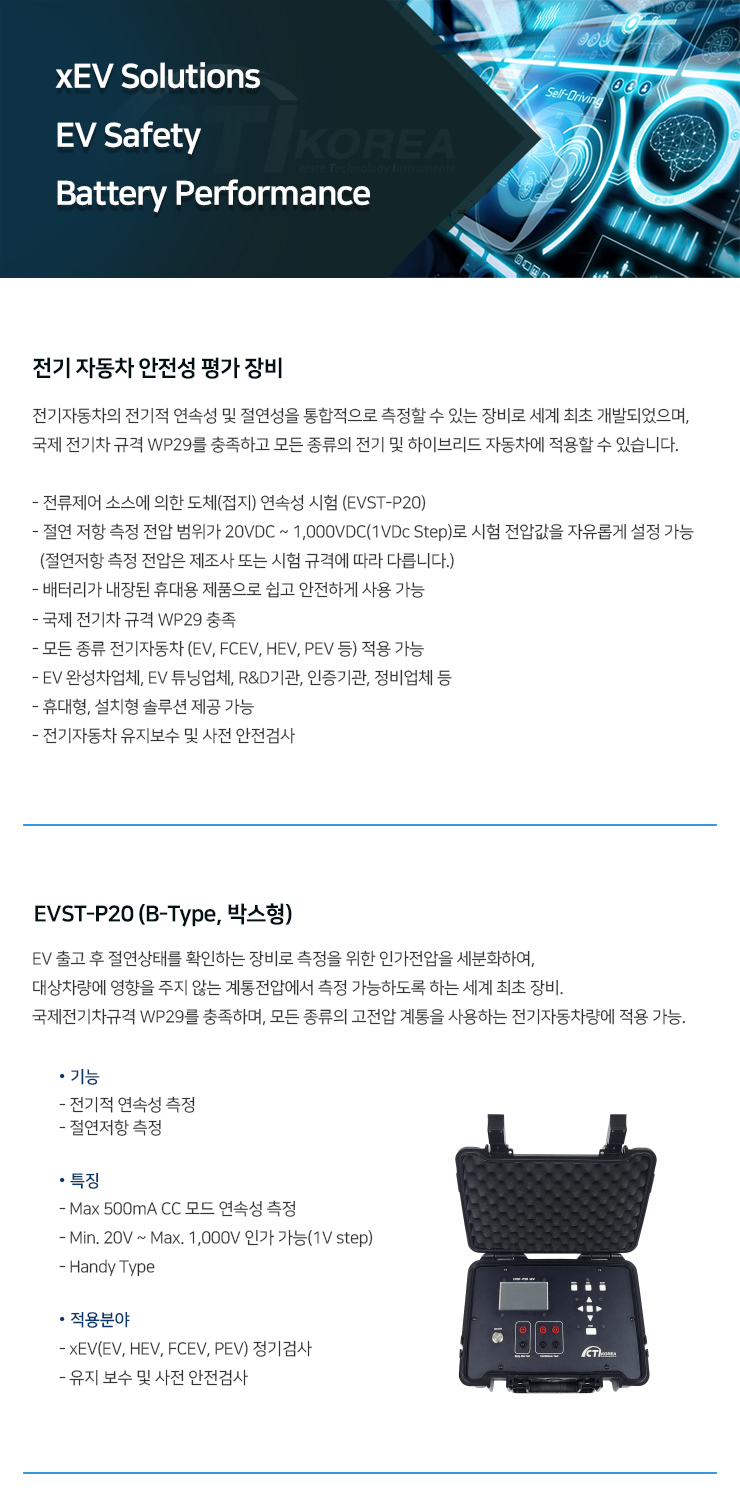 xEV Solutions
EV Safety
Battery Performance
CTI KOREA
Self-Driving
전기 자동차 안전성 평가 장비
전기자동차의 전기적 연속성 및 절연성을 통합적으로 측정할 수 있는 장비로 세계 최초 개발되었으며,
국제 전기차 규격 WP29를 충족하고 모든 종류의 전기 및 하이브리드 자동차에 적용할 수 있습니다.
- 전류제어 소스에 의한 도체(접지) 연속성 시험 (EVST-P20)
- 절연 저항 측정 전압 범위가 20VDC ~ 1,000VDC(1VDc Step)로 시험 전압값을 자유롭게 설정 가능
(절연저항 측정 전압은 제조사 또는 시험 규격에 따라 다릅니다.)
- 배터리가 내장된 휴대용 제품으로 쉽고 안전하게 사용 가능
- 국제 전기차 규격 WP29 충족
- 모든 종류 전기자동차 (EV, FCEV, HEV, PEV 등) 적용 가능
- EV 완성차업체, EV 튜닝업체, R&D기관, 인증기관, 정비업체 등
- 휴대형, 설치형 솔루션 제공 가능
- 전기자동차 유지보수 및 사전 안전검사
EVST-P20 (B-Type, 박스형)
EV 출고 후 절연상태를 확인하는 장비로 측정을 위한 인가전압을 세분화하여,
대상차량에 영향을 주지 않는 계통전압에서 측정 가능하도록 하는 세계 최초 장비.
국제전기차규격 WP29를 충족하며, 모든 종류의 고전압 계통을 사용하는 전기자동차량에 적용 가능.
• 기능
- 전기적 연속성 측정
- 절연저항 측정
• 특징
- Max 500mA CC 모드 연속성 측정
- Min. 20V ~ Max. 1,000V 인가 가능(1V step)
- Handy Type
• 적용분야
- xEV(EV, HEV, FCEV, PEV) 정기검사
- 유지 보수 및 사전 안전검사
CTI KOREA